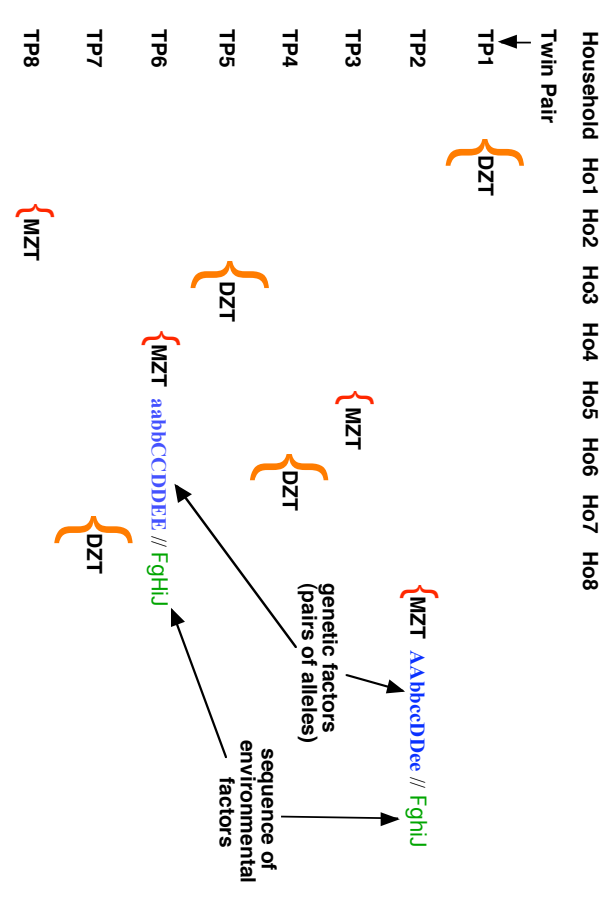 Household Ho1 Ho2 Ho3 Ho4 Ho5 Ho6 Ho7 Ho8
Twin Pair
TP1 } DZT
TP2 } MZT AAbbccDDee // FghiJ
TP3 } MZT
genetic factors
(pairs of alleles)
TP4 } DZT
sequence of
environmental
factors
TP5 } DZT
TP6 } MZT aabbCCDDEE // FgHiJ
TP7 } DZT
TP8 } MZT